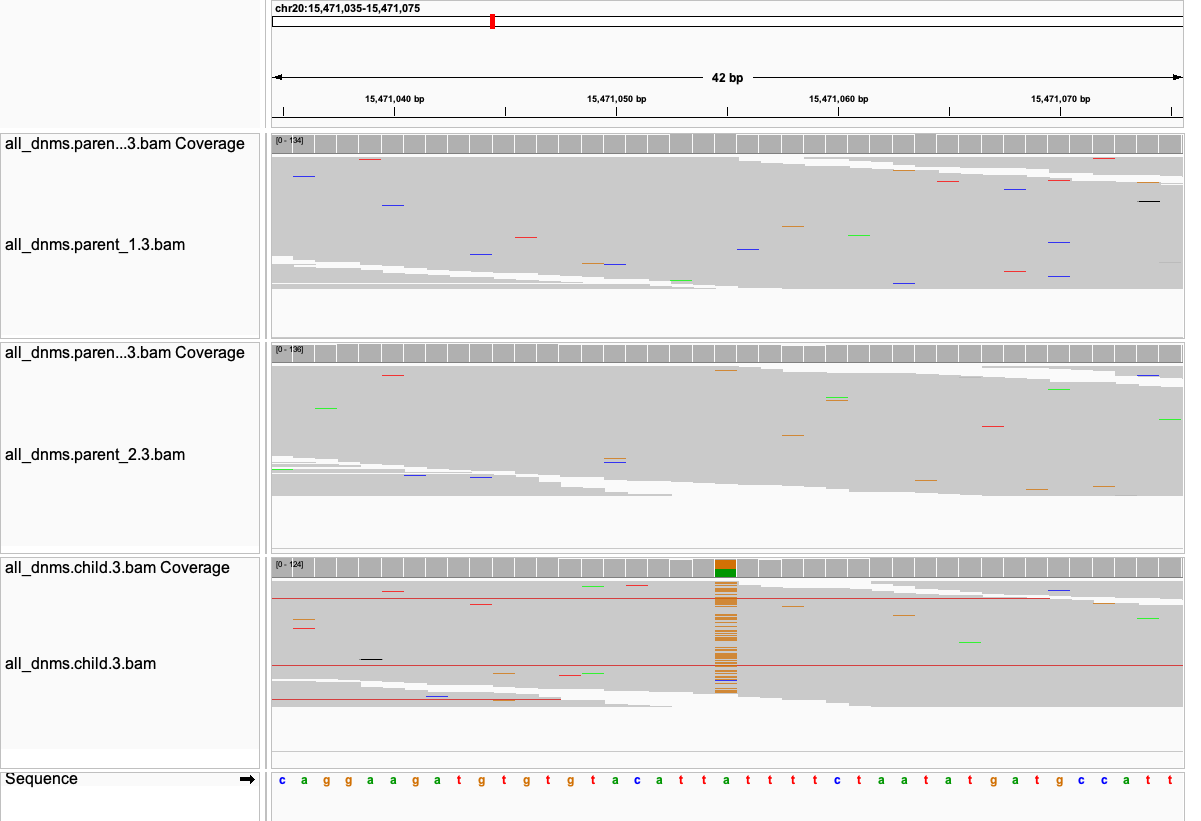 chr20:15,471,035-15,471,075
42 bp
15,471,040 bp 15,471,050 bp 15,471,060 bp 15,471,070 bp
all_dnms.paren...3.bam Coverage
[0 - 134]
all_dnms.parent_1.3.bam
all_dnms.paren...3.bam Coverage
[0 - 136]
all_dnms.parent_2.3.bam
all_dnms.child.3.bam Coverage
[0 - 124]
all_dnms.child.3.bam
Sequence
c a g g a a g a t g t g t g t a c a t t a t t t t c t a a t a t g a t g c c a t t